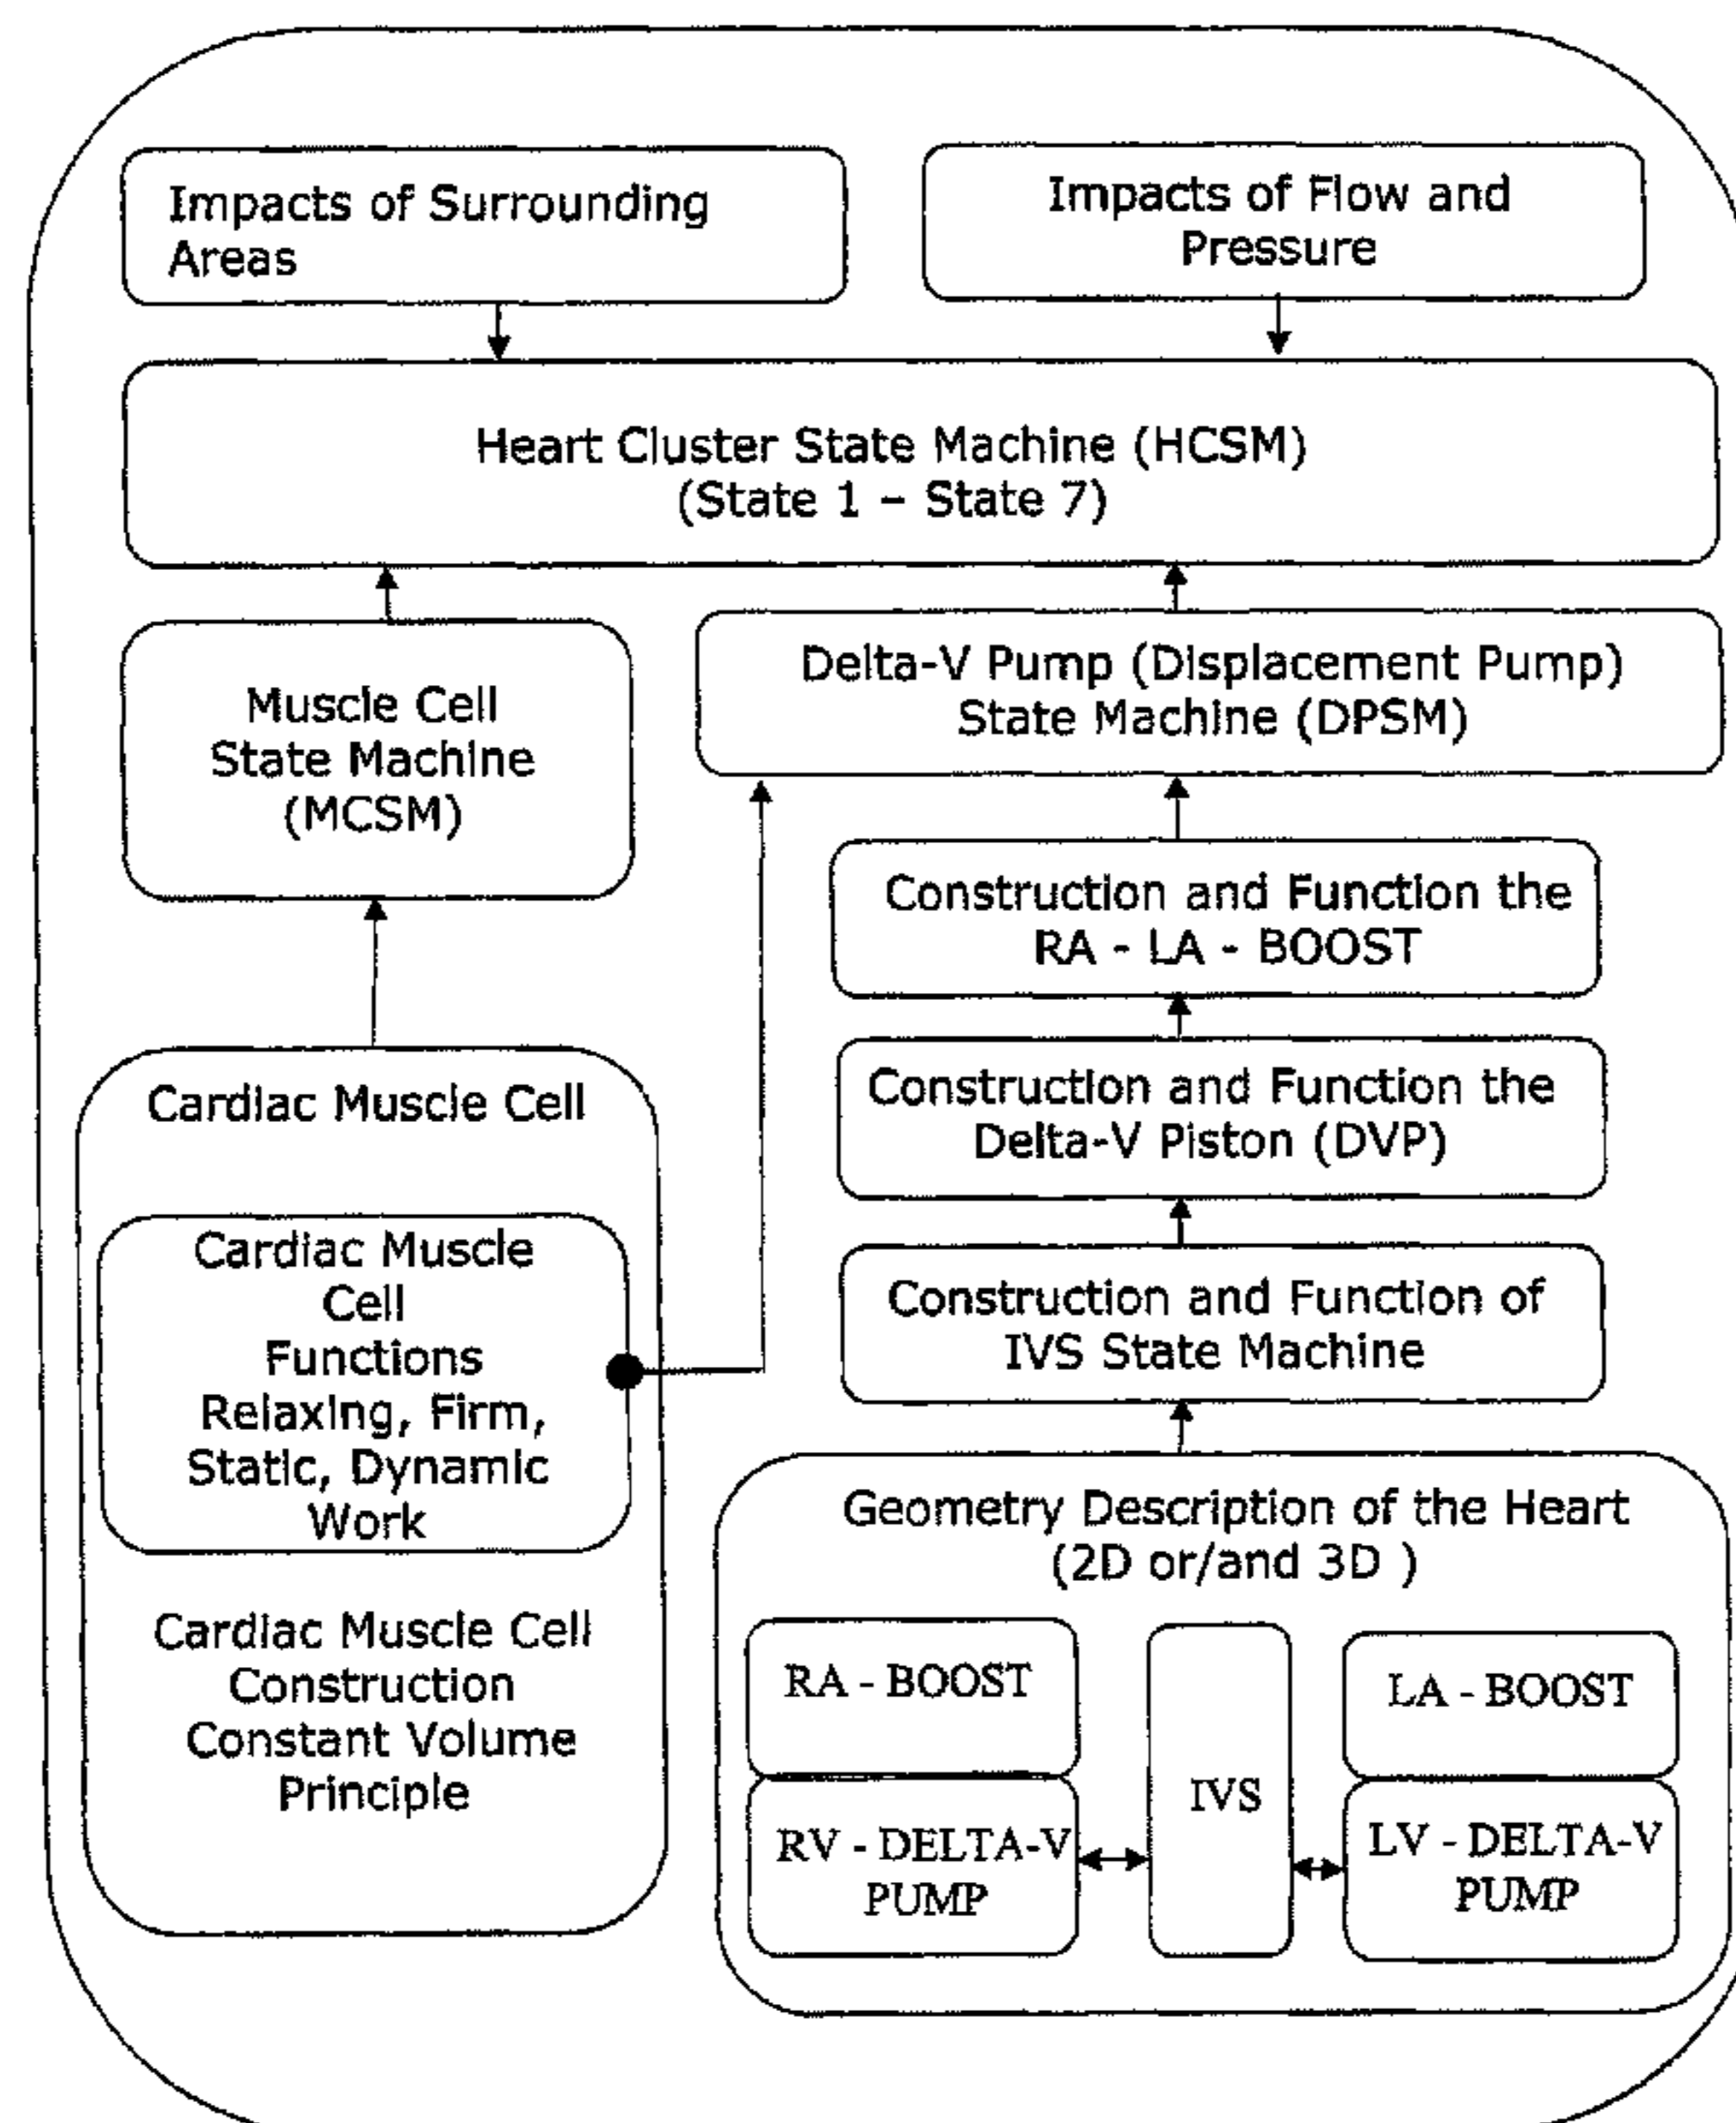 Impacts of Surrounding
Areas
Impacts of Flow and
Pressure
Heart Cluster State Machine (HCSM)
(State 1 – State 7)
Muscle Cell
State Machine
(MCSM)
Delta-V Pump (Displacement Pump)
State Machine (DPSM)
Construction and Function the
RA - LA - BOOST
Construction and Function the
Delta-V Piston (DVP)
Construction and Function of
IVS State Machine
Cardiac Muscle Cell
Cardiac Muscle
Cell
Functions
Relaxing, Firm,
Static, Dynamic
Work
Cardiac Muscle Cell
Construction
Constant Volume
Principle
Geometry Description of the Heart
(2D or/and 3D )
RA - BOOST
RV - DELTA-V
PUMP
IVS
LA - BOOST
LV - DELTA-V
PUMP